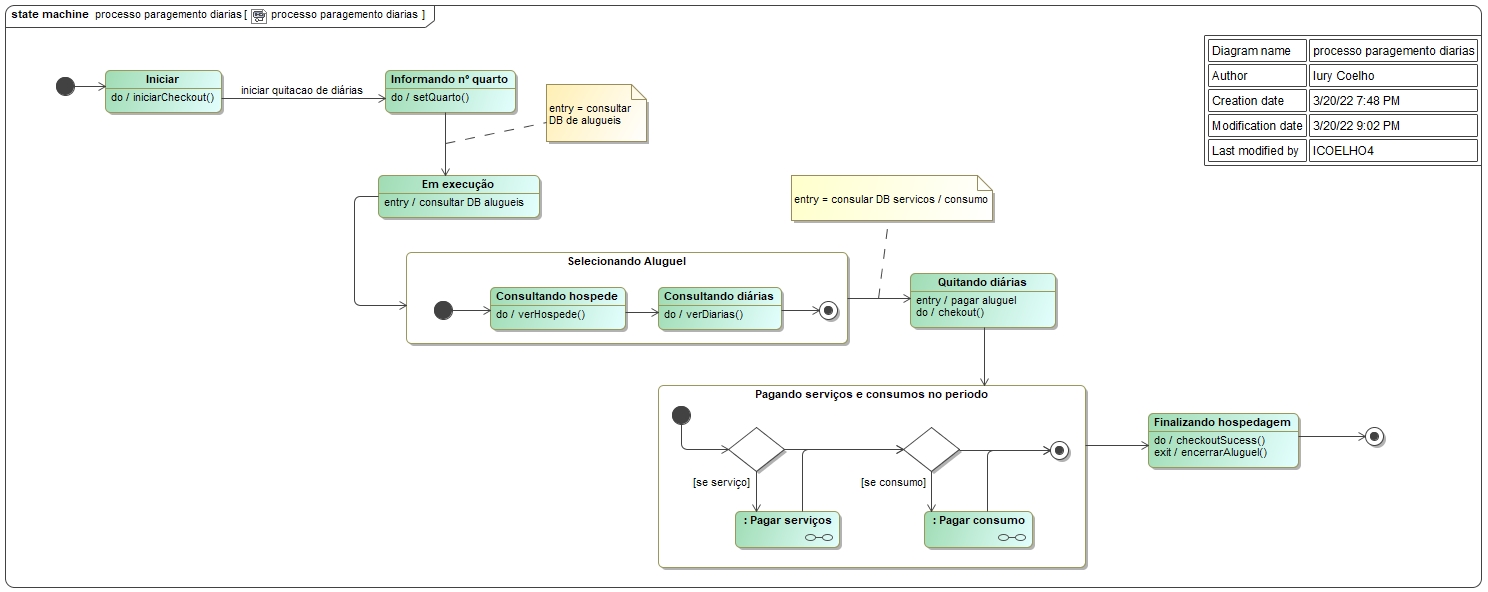 state machine processo paragemento diarias [ processo paragemento diarias ]
Diagram name processo paragemento diarias
Author Iury Coelho
Creation date 3/20/22 7:48 PM
Modification date 3/20/22 9:02 PM
Last modified by ICOELHO4
Iniciar
do / iniciarCheckout()
iniciar quitacao de diárias
Informando nº quarto
do / setQuarto()
entry = consultar
DB de alugueis
Em execução
entry / consultar DB alugueis
entry = consular DB servicos / consumo
Selecionando Aluguel
Consultando hospede
do / verHospede()
Consultando diárias
do / verDiarias()
Quitando diárias
entry / pagar aluguel
do / chekout()
Pagando serviços e consumos no periodo
[se serviço]
[se consumo]
: Pagar serviços
: Pagar consumo
Finalizando hospedagem
do / checkoutSucess()
exit / encerrarAluguel()